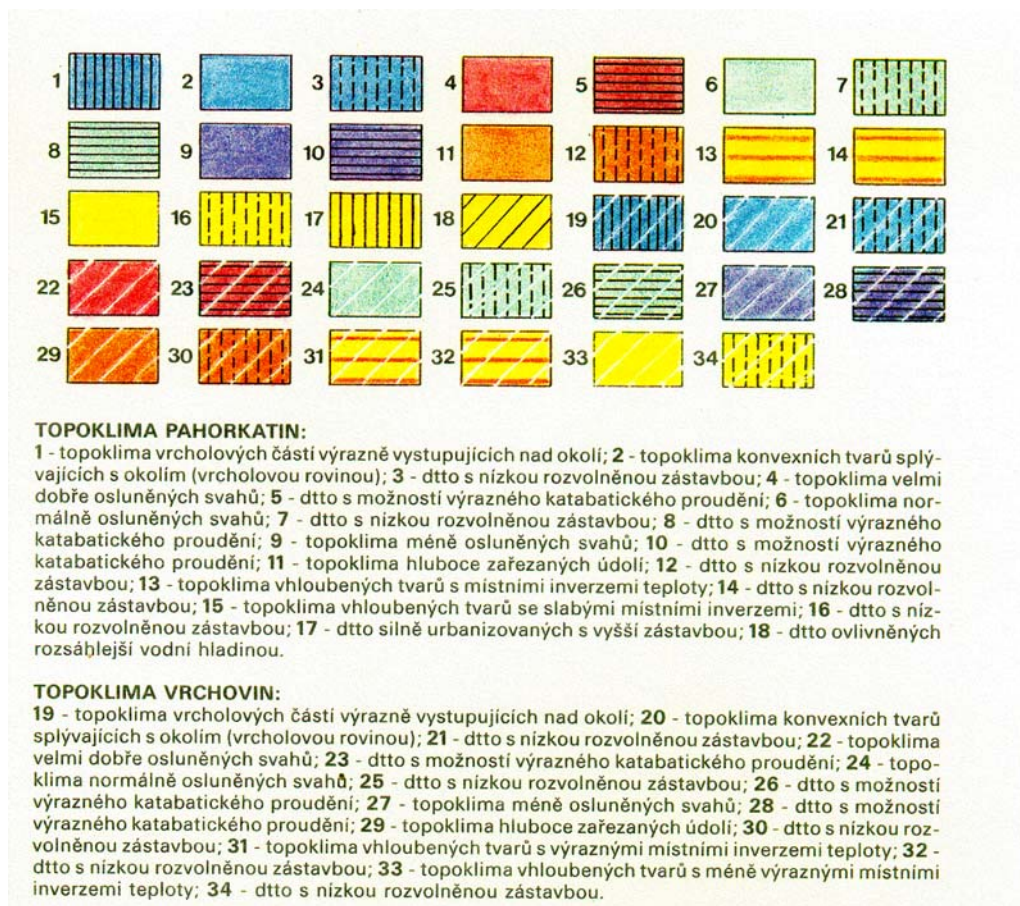 1 2 3 4 5 6 7
8 9 10 11 12 13 14
15 16 17 18 19 20 21
22 23 24 25 26 27 28
29 30 31 32 33 34
TOPOKLIMA PAHORKATIN:
1 - topoklima vrcholových částí výrazně vystupujících nad okolí; 2 - topoklima konvexních tvarů splý-
vajících s okolím (vrcholovou rovinou); 3 - dtto s nízkou rozvolněnou zástavbou; 4 - topoklima velmi
dobře osluněných svahů; 5 - dtto s možností výrazného katabatického proudění; 6 - topoklima nor-
málně osluněných svahů; 7 - dtto s nízkou rozvolněnou zástavbou; 8 - dtto s možností výrazného
katabatického proudění; 9 - topoklima méně osluněných svahů; 10 - dtto s možností výrazného
katabatického proudění; 11 - topoklima hluboce zařezaných údolí; 12 - dtto s nízkou rozvolněnou
zástavbou; 13 - topoklima vhloubených tvarů s místními inverzemi teploty; 14 - dtto s nízkou rozvol-
něnou zástavbou; 15 - topoklima vhloubených tvarů se slabými místními inverzemi; 16 - dtto s níz-
kou rozvolněnou zástavbou; 17 - dtto silně urbanizovaných s vyšší zástavbou; 18 - dtto ovlivněných
rozsáhlejší vodní hladinou.
TOPOKLIMA VRCHOVIN:
19 - topoklima vrcholových částí výrazně vystupujících nad okolí; 20 - topoklima konvexních tvarů
splývajících s okolím (vrcholovou rovinou); 21 - dtto s nízkou rozvolněnou zástavbou; 22 - topoklima
velmi dobře osluněných svahů; 23 - dtto s možností výrazného katabatického proudění; 24 - topo-
klima normálně osluněných svahů; 25 - dtto s nízkou rozvolněnou zástavbou; 26 - dtto s možností
výrazného katabatického proudění; 27 - topoklima méně osluněných svahů; 28 - dtto s možností
výrazného katabatického proudění; 29 - topoklima hluboce zařezaných údolí; 30 - dtto s nízkou roz-
volněnou zástavbou; 31 - topoklima vhloubených tvarů s výraznými místními inverzemi teploty; 32 -
dtto s nízkou rozvolněnou zástavbou; 33 - topoklima vhloubených tvarů s méně výraznými místními
inverzemi teploty; 34 - dtto s nízkou rozvolněnou zástavbou.